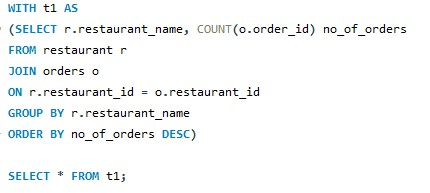 WITH t1 AS
(SELECT r.restaurant_name, COUNT(o.order_id) no_of_orders
FROM restaurant r
JOIN orders o
ON r.restaurant_id = o.restaurant_id
GROUP BY r.restaurant_name
ORDER BY no_of_orders DESC)
SELECT * FROM t1;